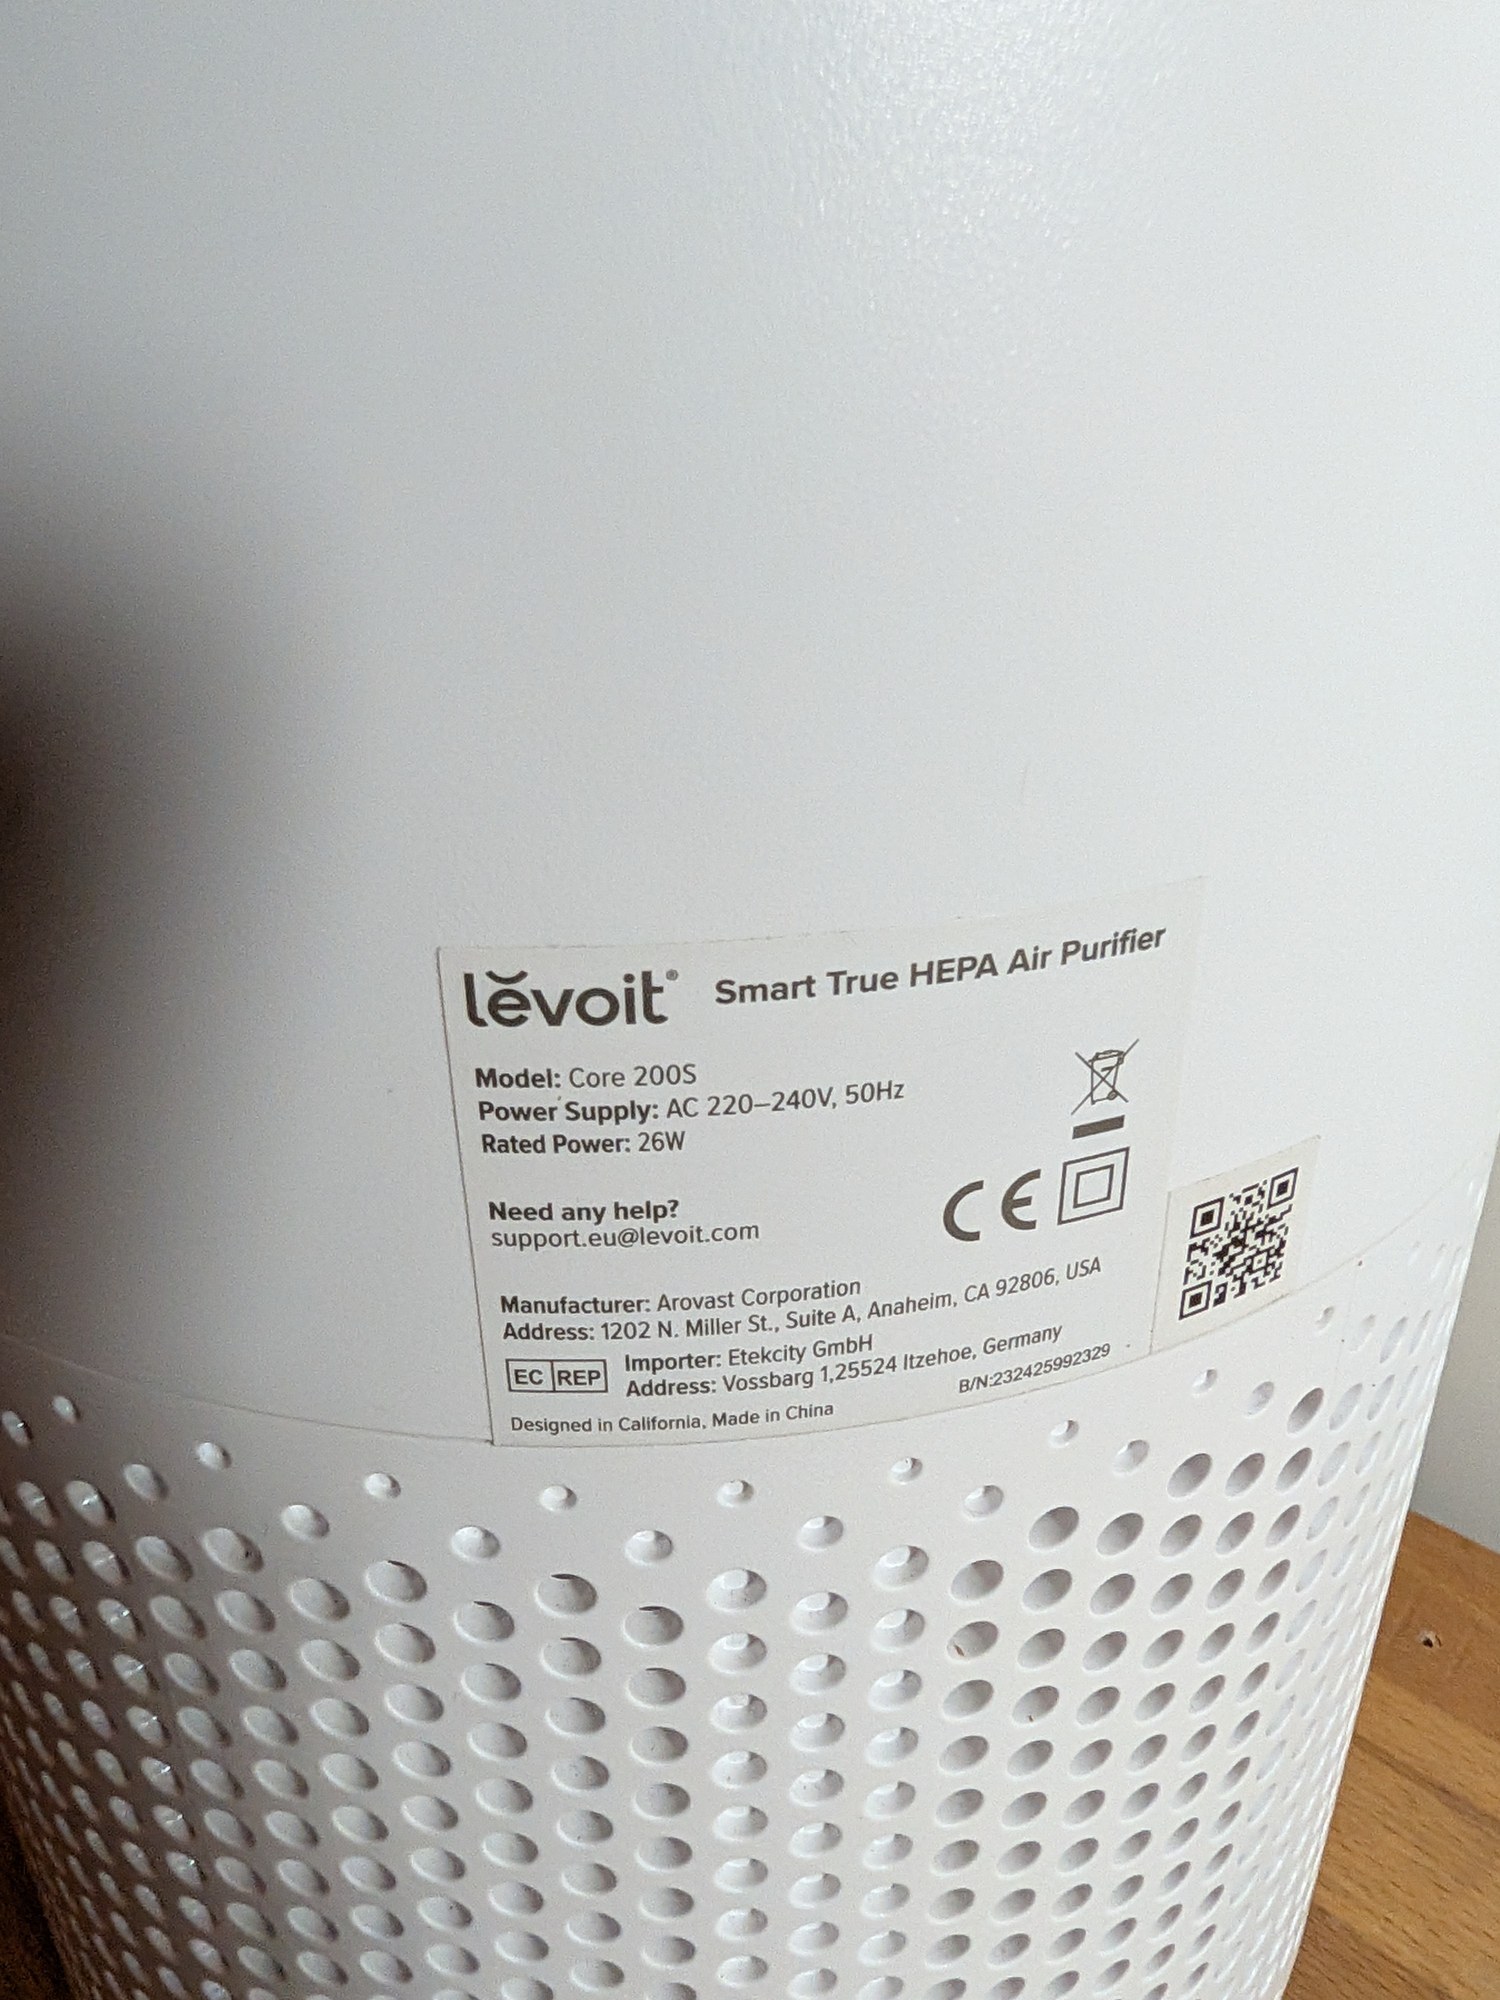 lĕvoit® Smart True HEPA Air Purifier
Model: Core 200S
Power Supply: AC 220–240V, 50Hz
Rated Power: 26W
Need any help?
support.eu@levoit.com
CE
Manufacturer: Arovast Corporation
Address: 1202 N. Miller St., Suite A, Anaheim, CA 92806, USA
EC REP
Importer: Etekcity GmbH
Address: Vossbarg 1,25524 Itzehoe, Germany
B/N:232425992329
Designed in California, Made in China